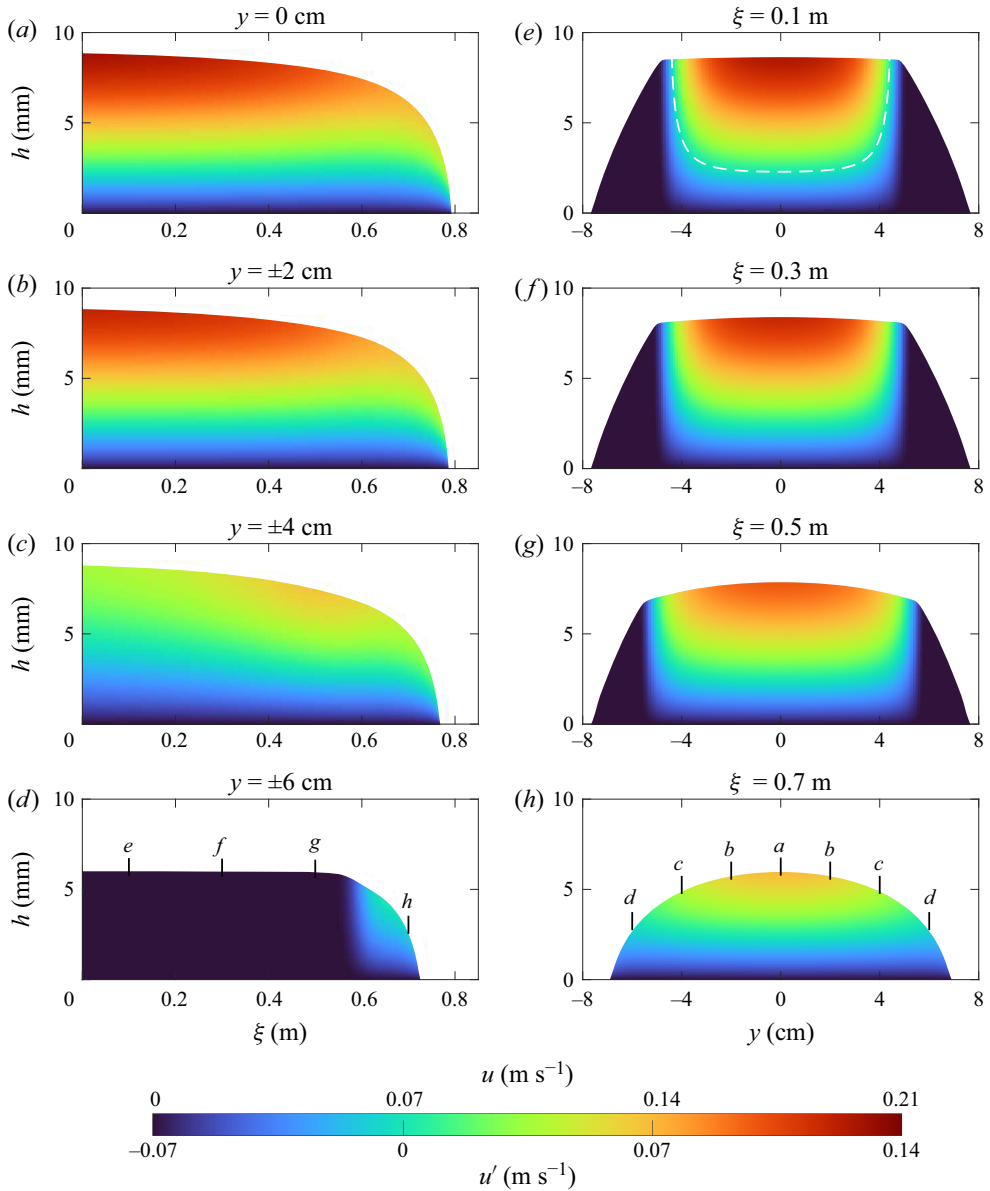 (a) y = 0 cm
10
5
0
h (mm)
0 0.2 0.4 0.6 0.8
(e) ξ = 0.1 m
10
5
0
−8 −4 0 4 8
(b) y = ±2 cm
10
5
0
h (mm)
0 0.2 0.4 0.6 0.8
(f) ξ = 0.3 m
10
5
0
−8 −4 0 4 8
(c) y = ±4 cm
10
5
0
h (mm)
0 0.2 0.4 0.6 0.8
(g) ξ = 0.5 m
10
5
0
−8 −4 0 4 8
(d) y = ±6 cm
10
5
0
h (mm)
e f g h
0 0.2 0.4 0.6 0.8
ξ (m)
(h) ξ = 0.7 m
10
5
0
d c b a b c d
−8 −4 0 4 8
y (cm)
u (m s⁻¹)
0 0.07 0.14 0.21
−0.07 0 0.07 0.14
u′ (m s⁻¹)